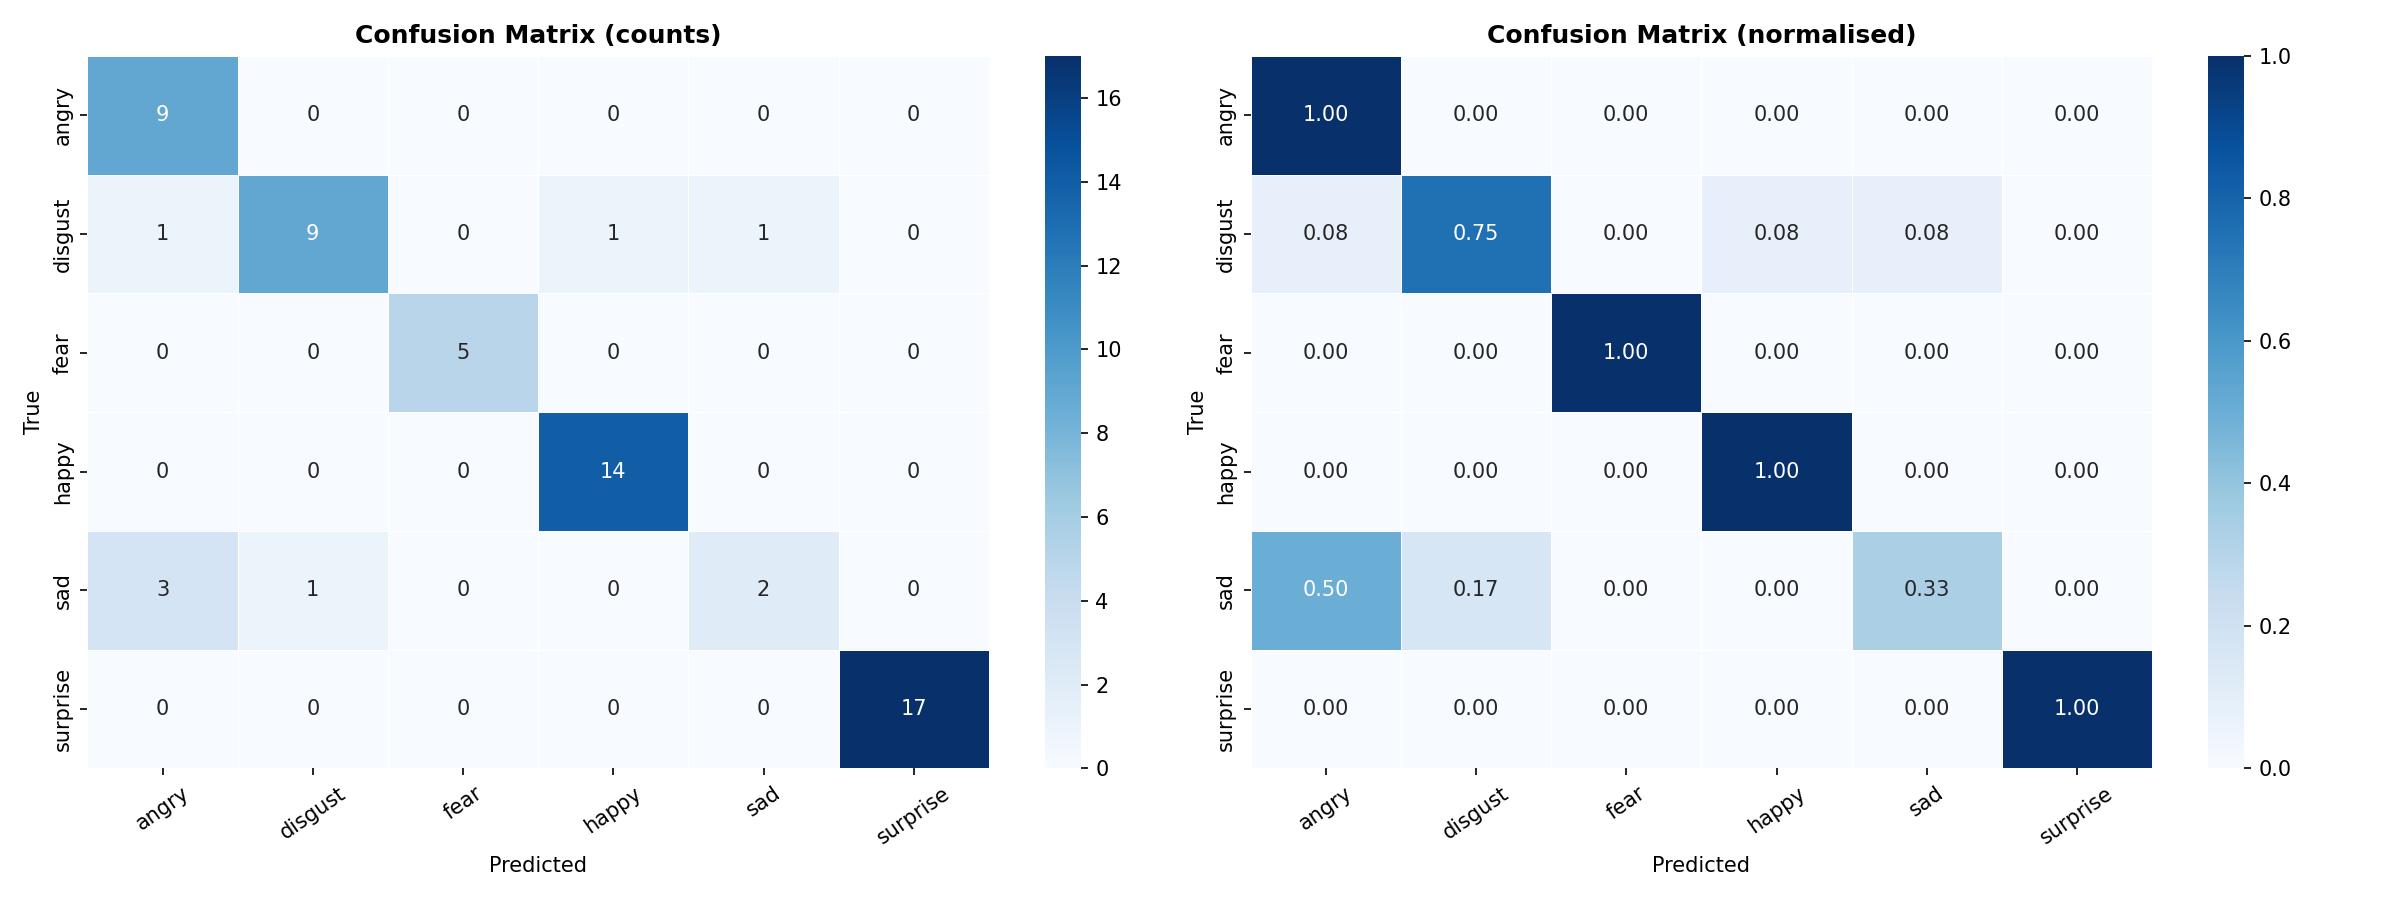 Confusion Matrix (counts)
True
angry 9 0 0 0 0 0
disgust 1 9 0 1 1 0
fear 0 0 5 0 0 0
happy 0 0 0 14 0 0
sad 3 1 0 0 2 0
surprise 0 0 0 0 0 17
angry disgust fear happy sad surprise
Predicted
16
14
12
10
8
6
4
2
0
Confusion Matrix (normalised)
True
angry 1.00 0.00 0.00 0.00 0.00 0.00
disgust 0.08 0.75 0.00 0.08 0.08 0.00
fear 0.00 0.00 1.00 0.00 0.00 0.00
happy 0.00 0.00 0.00 1.00 0.00 0.00
sad 0.50 0.17 0.00 0.00 0.33 0.00
surprise 0.00 0.00 0.00 0.00 0.00 1.00
angry disgust fear happy sad surprise
Predicted
1.0
0.8
0.6
0.4
0.2
0.0